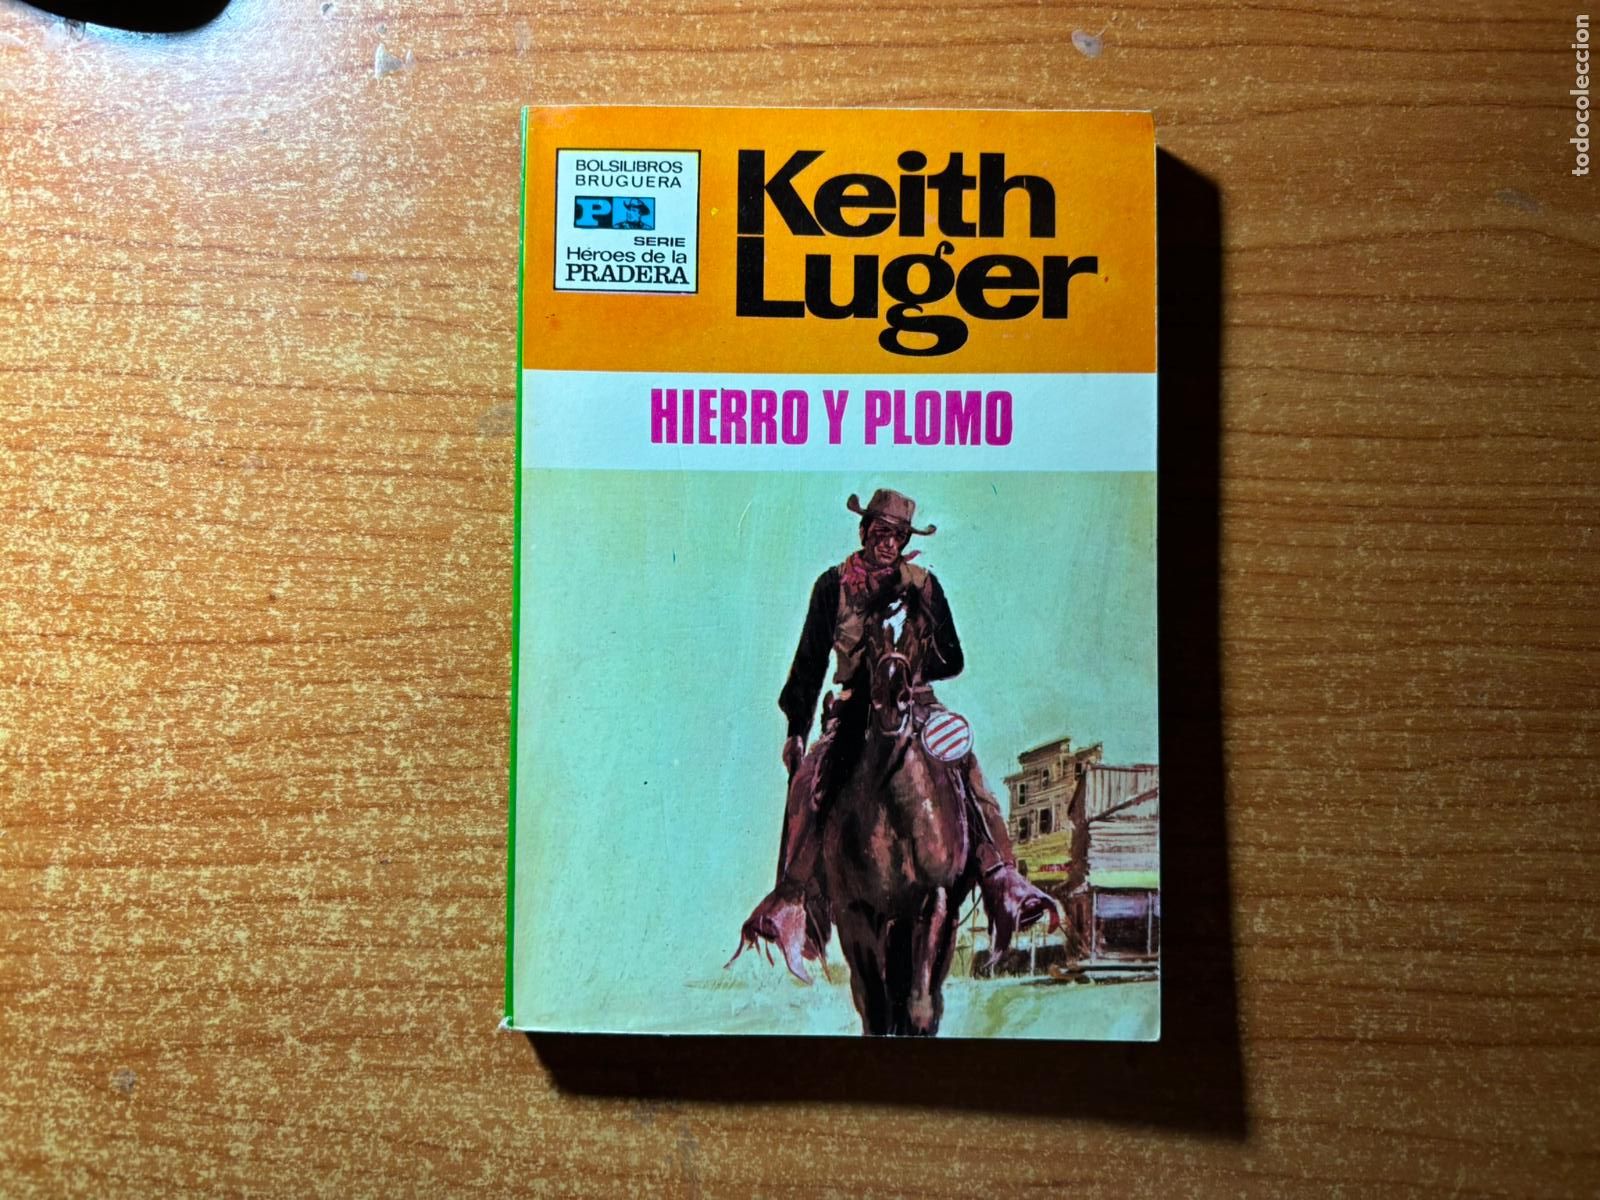 BOLSILIBROS
BRUGUERA
P
SERIE
Héroes de la
PRADERA
Keith
Luger
HIERRO Y PLOMO
todocoleccion